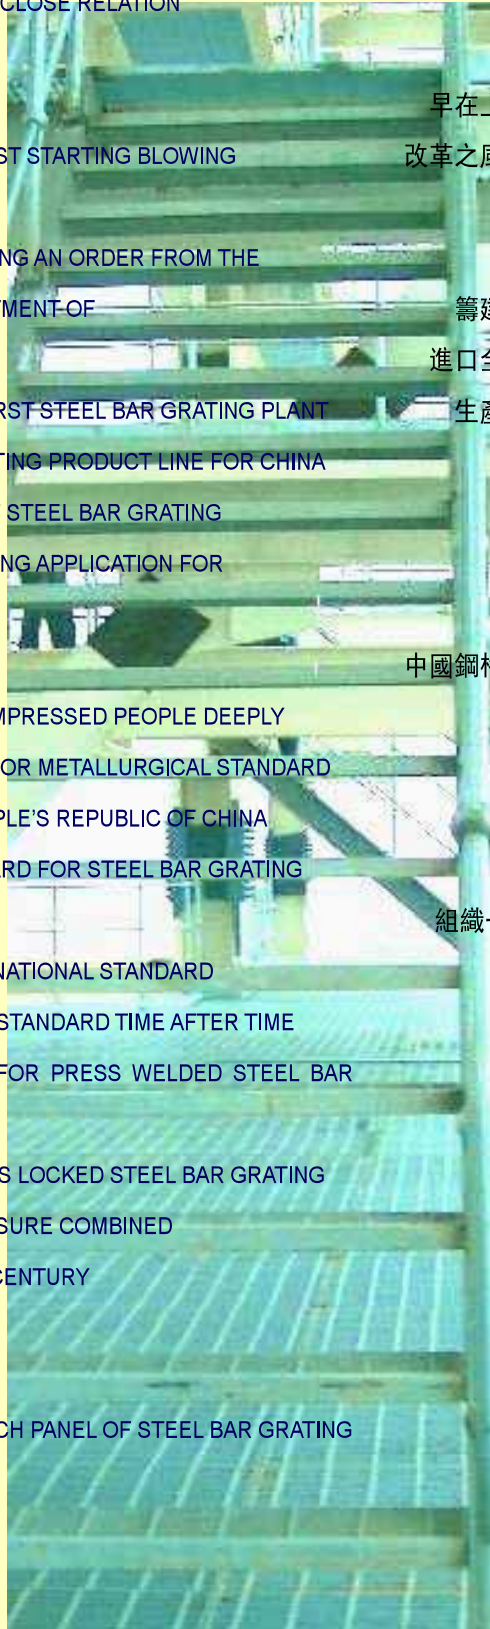 CLOSE RELATION
早在
ST STARTING BLOWING
改革之風
NG AN ORDER FROM THE
MENT OF
籌建
進口全
RST STEEL BAR GRATING PLANT
生產
TING PRODUCT LINE FOR CHINA
STEEL BAR GRATING
NG APPLICATION FOR
中國鋼格
MPRESSED PEOPLE DEEPLY
OR METALLURGICAL STANDARD
PLE'S REPUBLIC OF CHINA
RD FOR STEEL BAR GRATING
組織
NATIONAL STANDARD
STANDARD TIME AFTER TIME
FOR PRESS WELDED STEEL BAR
S LOCKED STEEL BAR GRATING
SURE COMBINED
CENTURY
CH PANEL OF STEEL BAR GRATING